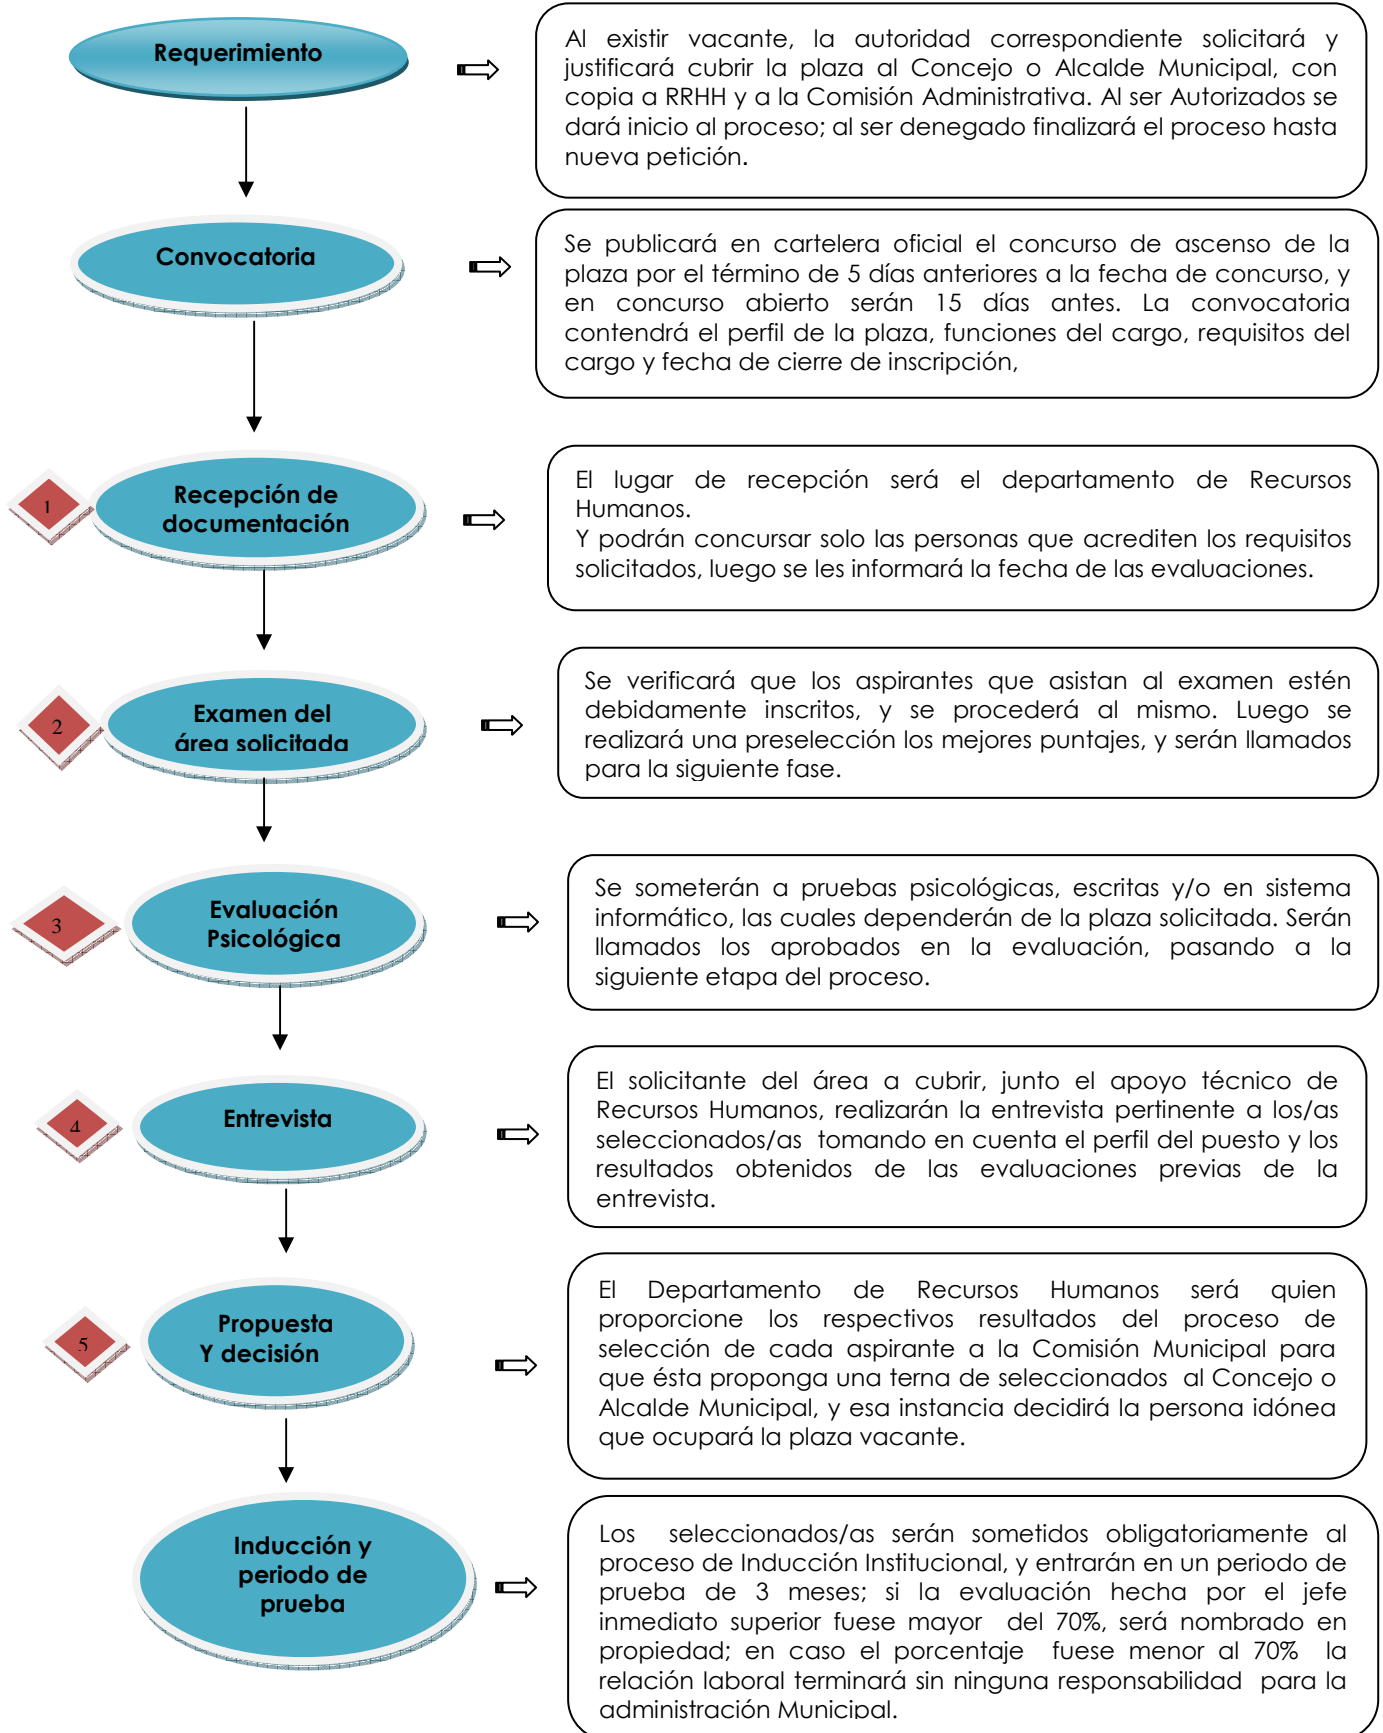 Requerimiento
Al existir vacante, la autoridad correspondiente solicitará y
justificará cubrir la plaza al Concejo o Alcalde Municipal, con
copia a RRHH y a la Comisión Administrativa. Al ser Autorizados se
dará inicio al proceso; al ser denegado finalizará el proceso hasta
nueva petición.
Convocatoria
Se publicará en cartelera oficial el concurso de ascenso de la
plaza por el término de 5 días anteriores a la fecha de concurso, y
en concurso abierto serán 15 días antes. La convocatoria
contendrá el perfil de la plaza, funciones del cargo, requisitos del
cargo y fecha de cierre de inscripción,
1
Recepción de
documentación
El lugar de recepción será el departamento de Recursos
Humanos.
Y podrán concursar solo las personas que acrediten los requisitos
solicitados, luego se les informará la fecha de las evaluaciones.
2
Examen del
área solicitada
Se verificará que los aspirantes que asistan al examen estén
debidamente inscritos, y se procederá al mismo. Luego se
realizará una preselección los mejores puntajes, y serán llamados
para la siguiente fase.
3
Evaluación
Psicológica
Se someterán a pruebas psicológicas, escritas y/o en sistema
informático, las cuales dependerán de la plaza solicitada. Serán
llamados los aprobados en la evaluación, pasando a la
siguiente etapa del proceso.
4
Entrevista
El solicitante del área a cubrir, junto el apoyo técnico de
Recursos Humanos, realizarán la entrevista pertinente a los/as
seleccionados/as tomando en cuenta el perfil del puesto y los
resultados obtenidos de las evaluaciones previas de la
entrevista.
5
Propuesta
Y decisión
El Departamento de Recursos Humanos será quien
proporcione los respectivos resultados del proceso de
selección de cada aspirante a la Comisión Municipal para
que ésta proponga una terna de seleccionados al Concejo o
Alcalde Municipal, y esa instancia decidirá la persona idónea
que ocupará la plaza vacante.
Inducción y
periodo de
prueba
Los seleccionados/as serán sometidos obligatoriamente al
proceso de Inducción Institucional, y entrarán en un periodo de
prueba de 3 meses; si la evaluación hecha por el jefe
inmediato superior fuese mayor del 70%, será nombrado en
propiedad; en caso el porcentaje fuese menor al 70% la
relación laboral terminará sin ninguna responsabilidad para la
administración Municipal.